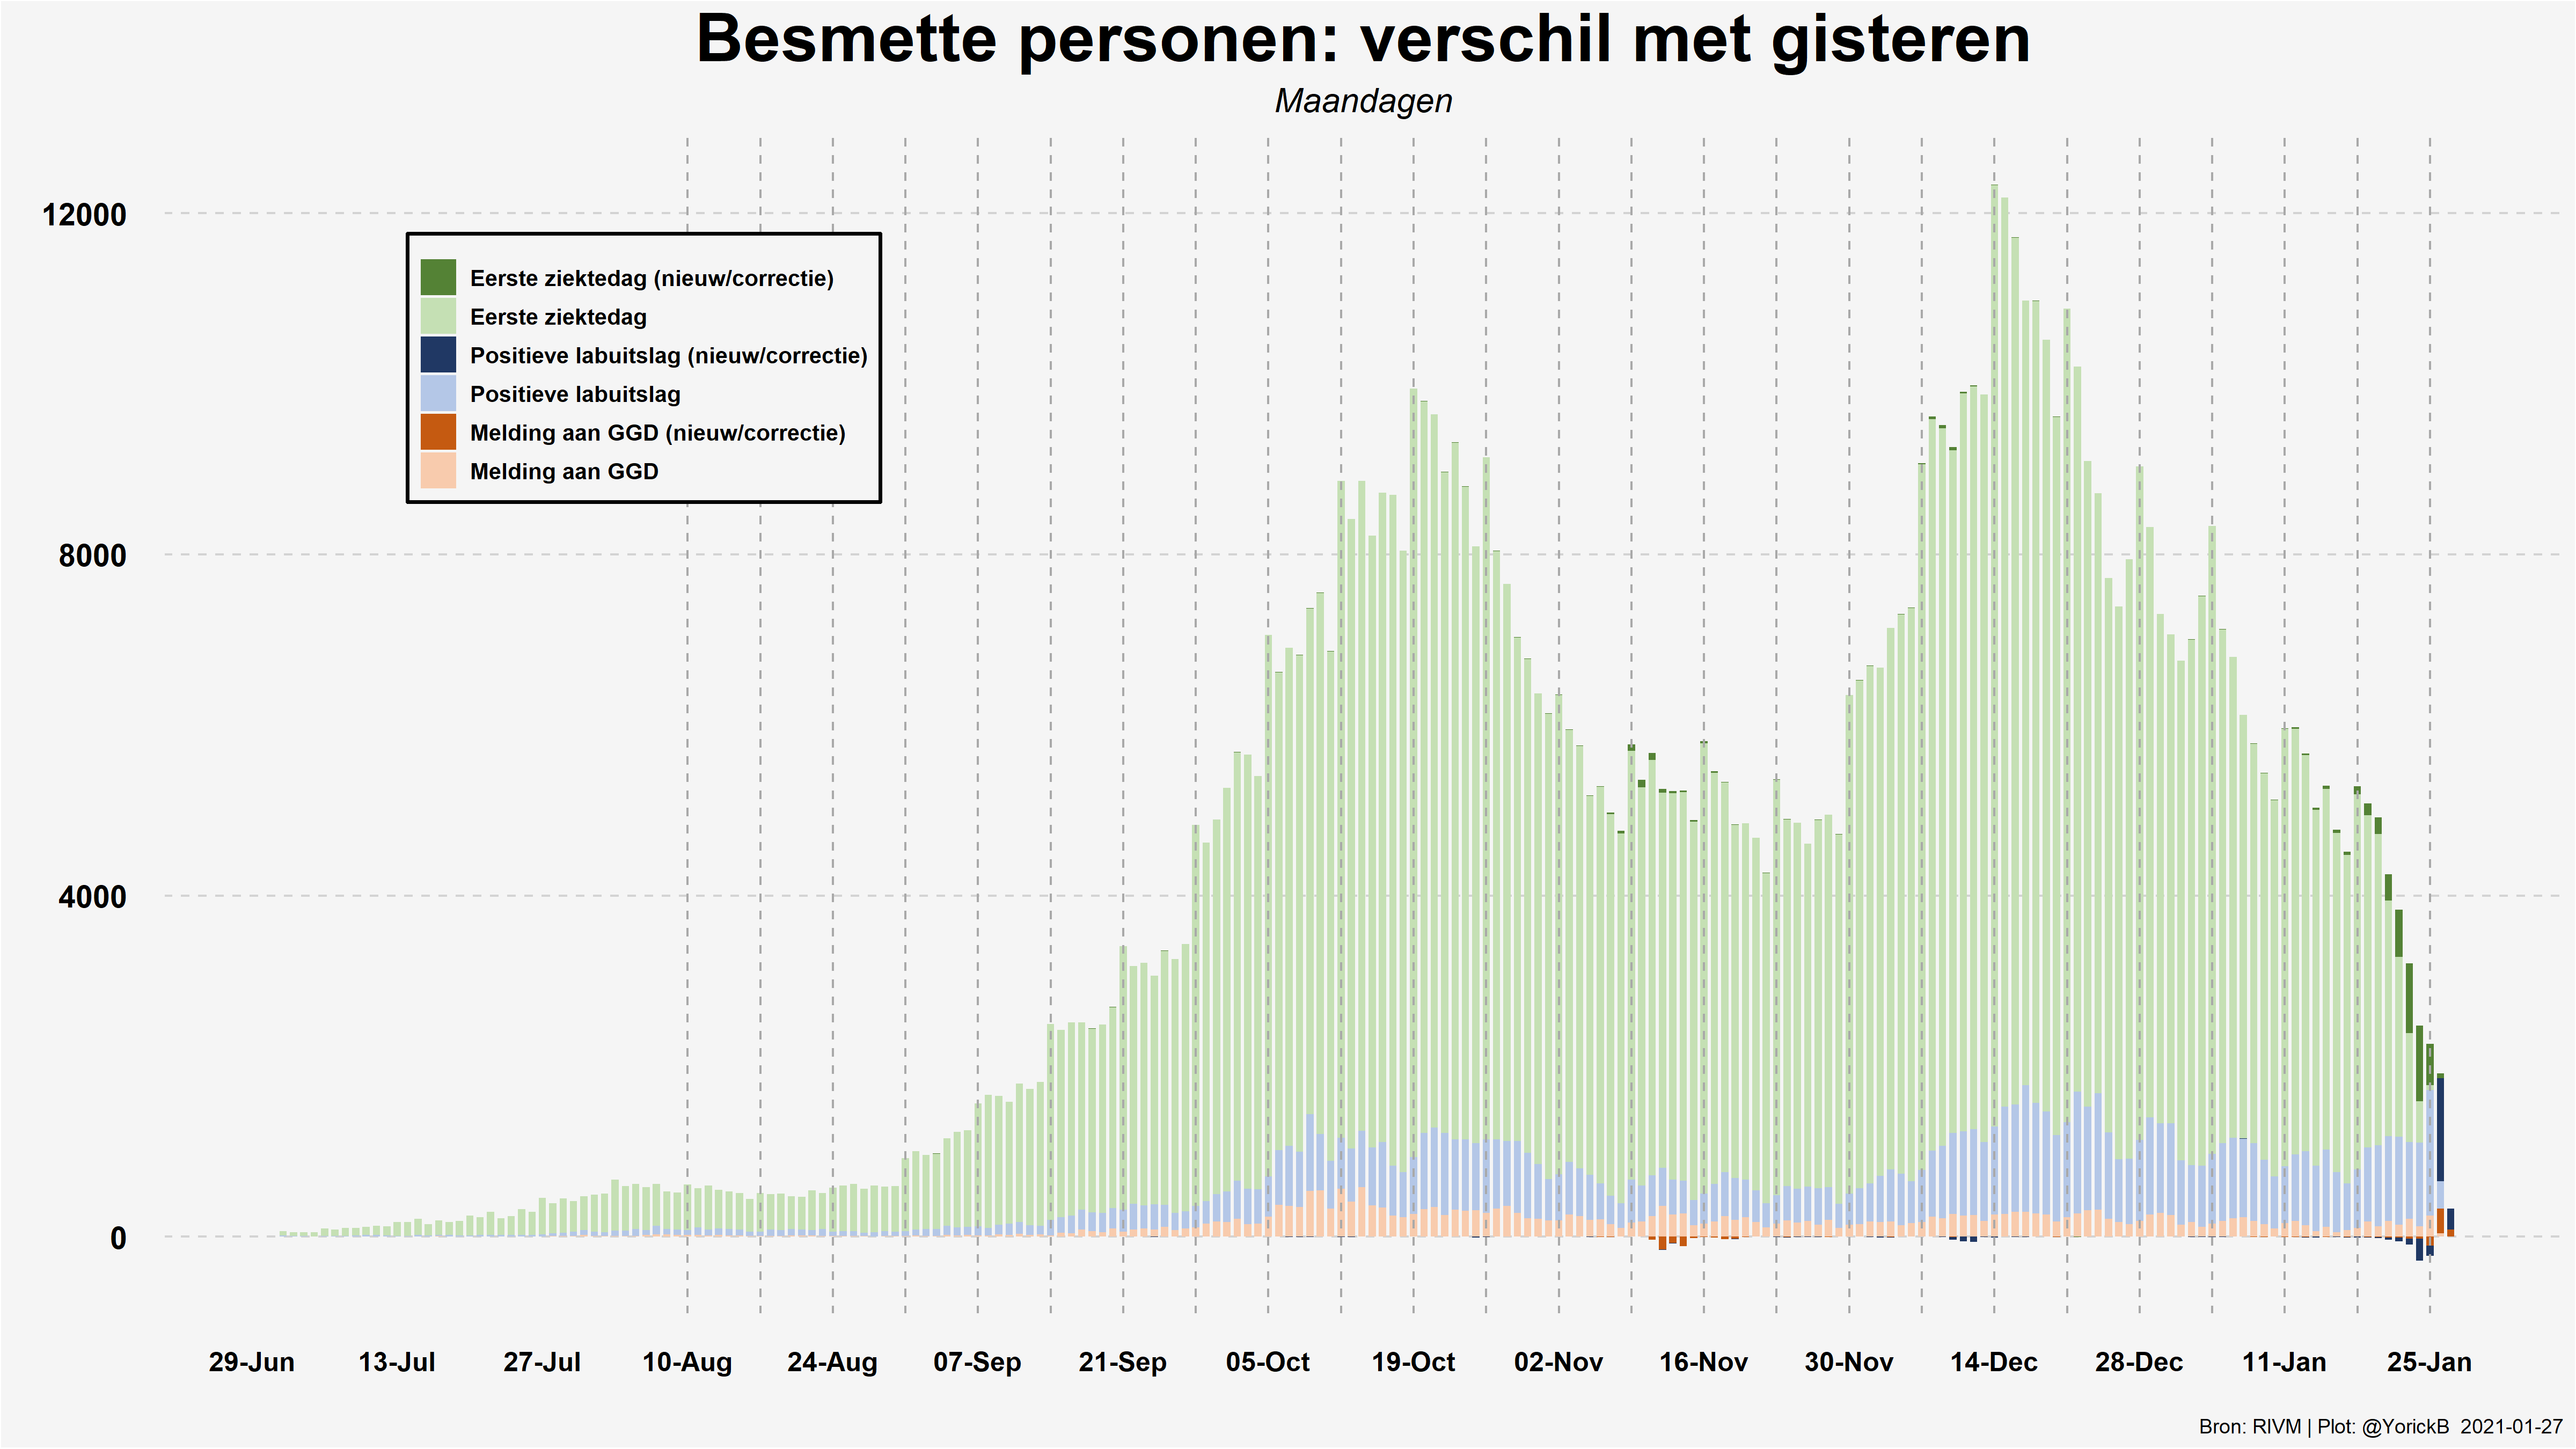 Besmette personen: verschil met gisteren
Maandagen
12000
8000
4000
0
Eerste ziektedag (nieuw/correctie)
Eerste ziektedag
Positieve labuitslag (nieuw/correctie)
Positieve labuitslag
Melding aan GGD (nieuw/correctie)
Melding aan GGD
29-Jun 13-Jul 27-Jul 10-Aug 24-Aug 07-Sep 21-Sep 05-Oct 19-Oct 02-Nov 16-Nov 30-Nov 14-Dec 28-Dec 11-Jan 25-Jan
Bron: RIVM | Plot: @YorickB 2021-01-27